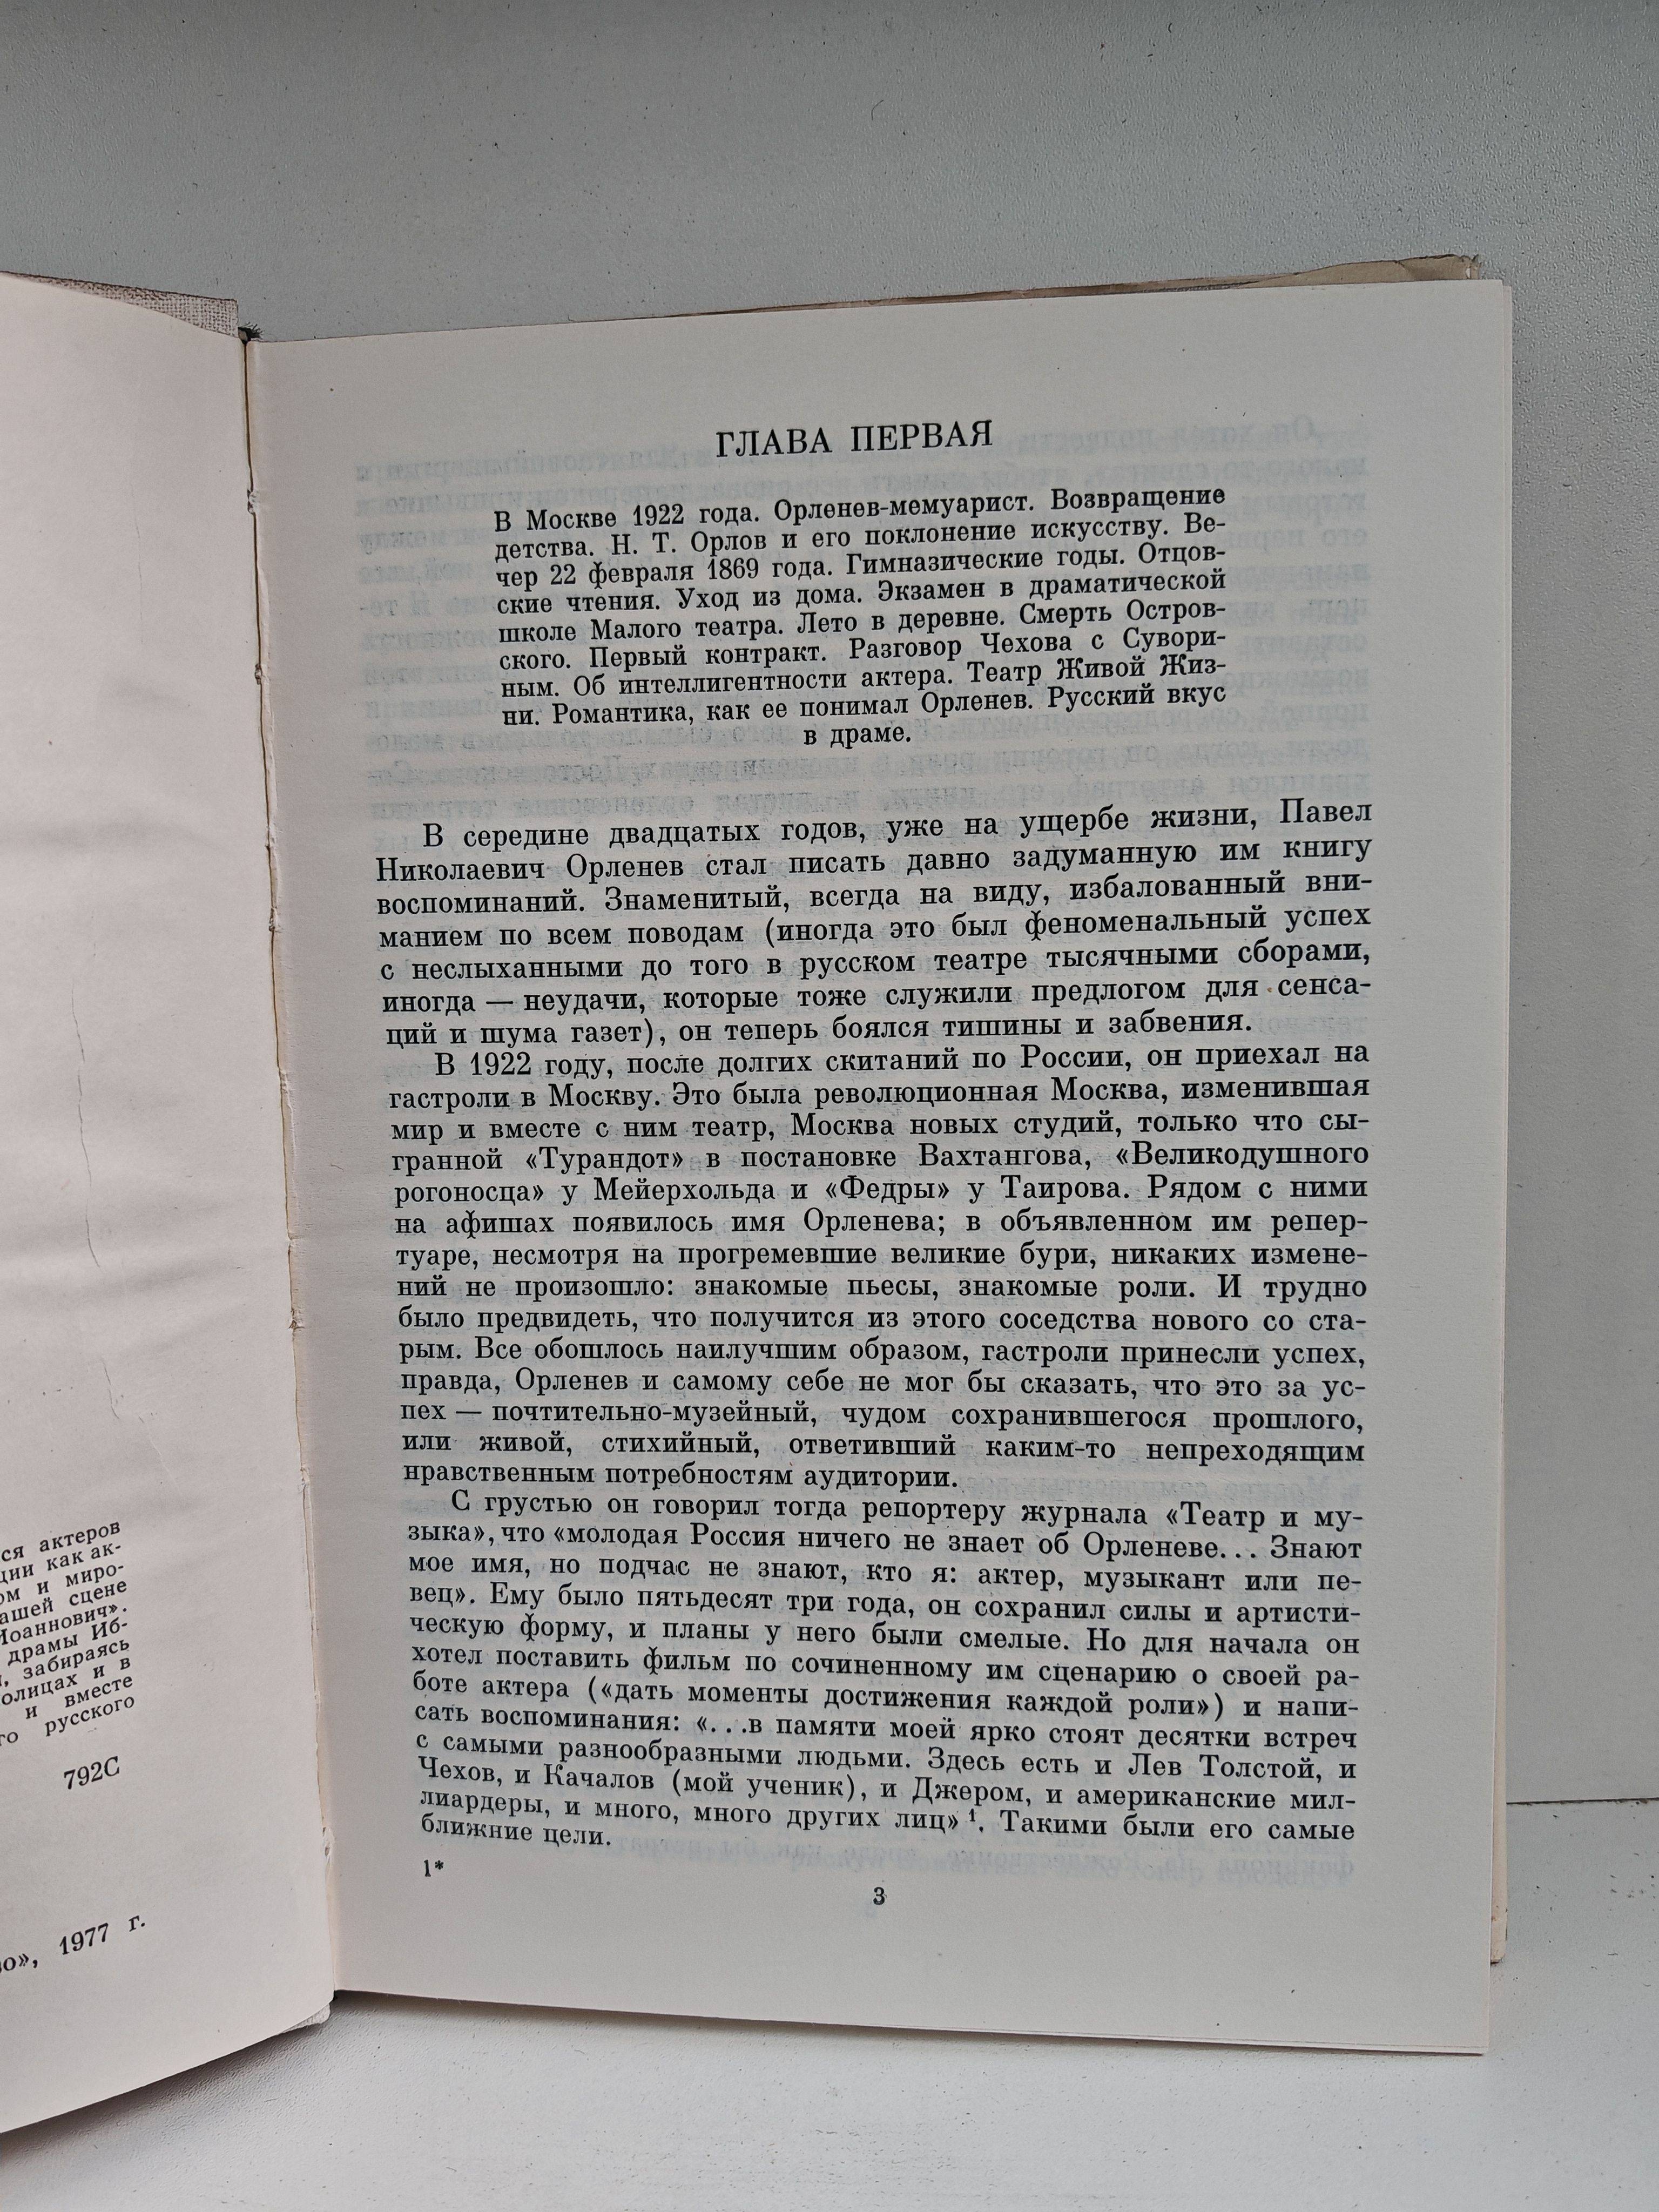 ся актеров
ции как ак-
ом и миро-
ашей сцене
Иоаннович».
драмы Иб-
забираясь
олицах и в
и вместе
го русского
792С
1977 г.
ГЛАВА ПЕРВАЯ
В Москве 1922 года. Орленев-мемуарист. Возвращение
детства. Н. Т. Орлов и его поклонение искусству. Ве-
чер 22 февраля 1869 года. Гимназические годы. Отцов-
ские чтения. Уход из дома. Экзамен в драматической
школе Малого театра. Лето в деревне. Смерть Остров-
ского. Первый контракт. Разговор Чехова с Сувори-
ным. Об интеллигентности актера. Театр Живой Жиз-
ни. Романтика, как ее понимал Орленев. Русский вкус
в драме.
В середине двадцатых годов, уже на ущербе жизни, Павел
Николаевич Орленев стал писать давно задуманную им книгу
воспоминаний. Знаменитый, всегда на виду, избалованный вни-
манием по всем поводам (иногда это был феноменальный успех
с неслыханными до того в русском театре тысячными сборами,
иногда — неудачи, которые тоже служили предлогом для сенса-
ций и шума газет), он теперь боялся тишины и забвения.
В 1922 году, после долгих скитаний по России, он приехал на
гастроли в Москву. Это была революционная Москва, изменившая
мир и вместе с ним театр, Москва новых студий, только что сы-
гранной «Турандот» в постановке Вахтангова, «Великодушного
рогоносца» у Мейерхольда и «Федры» у Таирова. Рядом с ними
на афишах появилось имя Орленева; в объявленном им репер-
туаре, несмотря на прогремевшие великие бури, никаких измене-
ний не произошло: знакомые пьесы, знакомые роли. И трудно
было предвидеть, что получится из этого соседства нового со ста-
рым. Все обошлось наилучшим образом, гастроли принесли успех,
правда, Орленев и самому себе не мог бы сказать, что это за ус-
пех — почтительно-музейный, чудом сохранившегося прошлого,
или живой, стихийный, ответивший каким-то непреходящим
нравственным потребностям аудитории.
С грустью он говорил тогда репортеру журнала «Театр и му-
зыка», что «молодая Россия ничего не знает об Орленеве... Знают
мое имя, но подчас не знают, кто я: актер, музыкант или пе-
вец». Ему было пятьдесят три года, он сохранил силы и артисти-
ческую форму, и планы у него были смелые. Но для начала он
хотел поставить фильм по сочиненному им сценарию о своей ра-
боте актера («дать моменты достижения каждой роли») и напи-
сать воспоминания: «...в памяти моей ярко стоят десятки встреч
с самыми разнообразными людьми. Здесь есть и Лев Толстой, и
Чехов, и Качалов (мой ученик), и Джером, и американские мил-
лиардеры, и много, много других лиц» 1. Такими были его самые
ближние цели.
1*
3